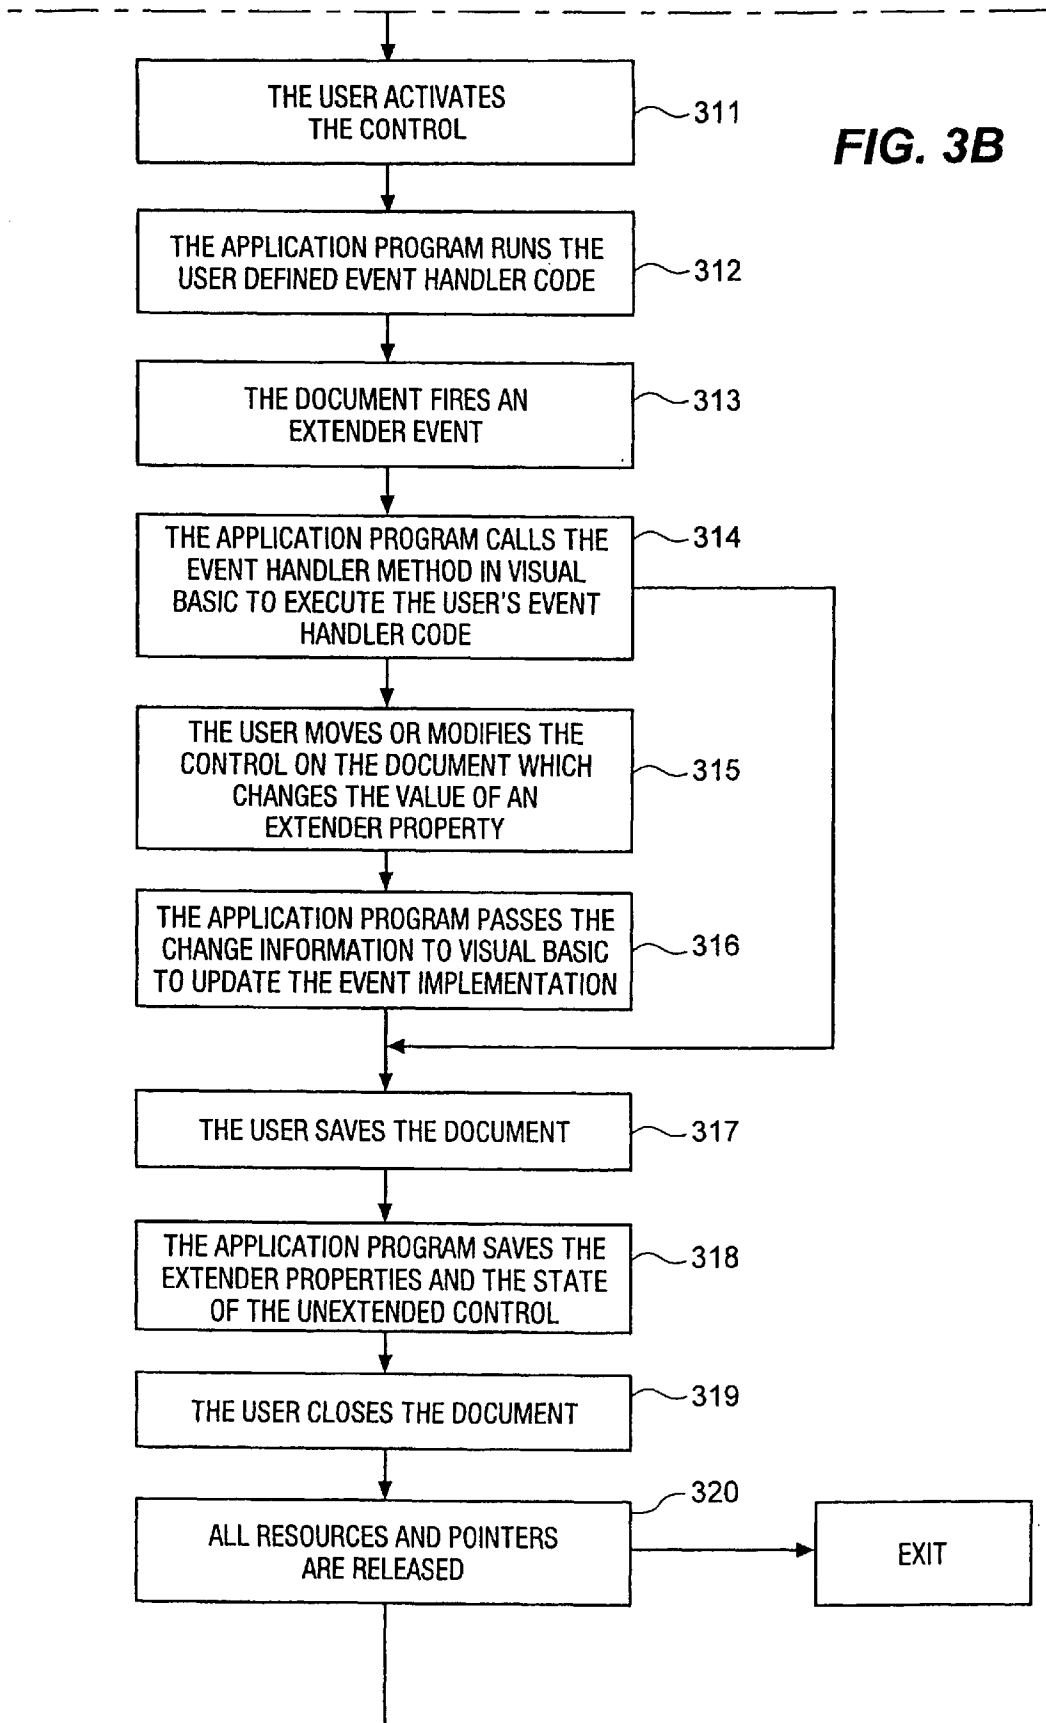 THE USER ACTIVATES
THE CONTROL
311
FIG. 3B
THE APPLICATION PROGRAM RUNS THE
USER DEFINED EVENT HANDLER CODE
312
THE DOCUMENT FIRES AN
EXTENDER EVENT
313
THE APPLICATION PROGRAM CALLS THE
EVENT HANDLER METHOD IN VISUAL
BASIC TO EXECUTE THE USER'S EVENT
HANDLER CODE
314
THE USER MOVES OR MODIFIES THE
CONTROL ON THE DOCUMENT WHICH
CHANGES THE VALUE OF AN
EXTENDER PROPERTY
315
THE APPLICATION PROGRAM PASSES THE
CHANGE INFORMATION TO VISUAL BASIC
TO UPDATE THE EVENT IMPLEMENTATION
316
THE USER SAVES THE DOCUMENT
317
THE APPLICATION PROGRAM SAVES THE
EXTENDER PROPERTIES AND THE STATE
OF THE UNEXTENDED CONTROL
318
THE USER CLOSES THE DOCUMENT
319
ALL RESOURCES AND POINTERS
ARE RELEASED
320
EXIT